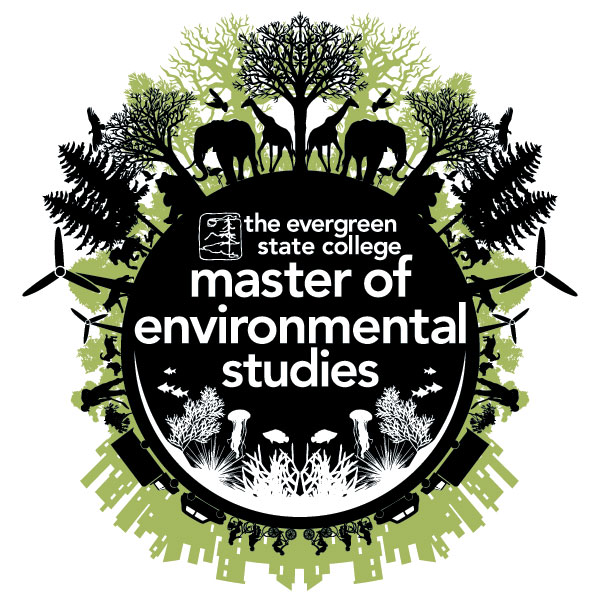 the evergreen
state college
master of
environmental
studies